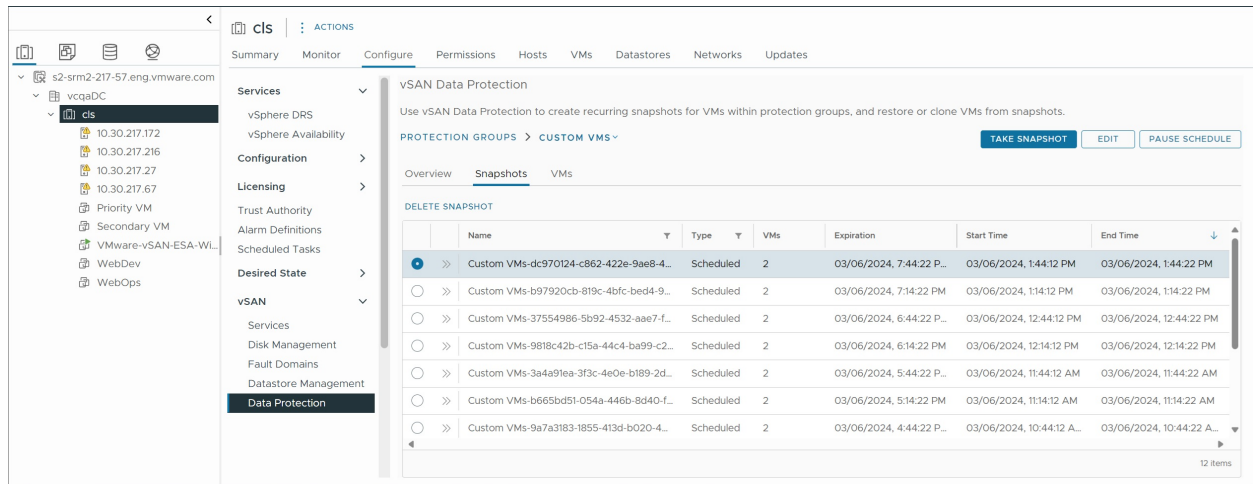 cls
ACTIONS
Summary Monitor Configure Permissions Hosts VMs Datastores Networks Updates
s2-srm2-217-57.eng.vmware.com
vcqaDC
cls
10.30.217.172
10.30.217.216
10.30.217.27
10.30.217.67
Priority VM
Secondary VM
VMware-vSAN-ESA-Wi...
WebDev
WebOps
Services
vSphere DRS
vSphere Availability
Configuration
Licensing
Trust Authority
Alarm Definitions
Scheduled Tasks
Desired State
vSAN
Services
Disk Management
Fault Domains
Datastore Management
Data Protection
vSAN Data Protection
Use vSAN Data Protection to create recurring snapshots for VMs within protection groups, and restore or clone VMs from snapshots.
PROTECTION GROUPS > CUSTOM VMS
TAKE SNAPSHOT EDIT PAUSE SCHEDULE
Overview Snapshots VMs
DELETE SNAPSHOT
Name Type VMs Expiration Start Time End Time
Custom VMs-dc970124-c862-422e-9ae8-4... Scheduled 2 03/06/2024, 7:44:22 P... 03/06/2024, 1:44:12 PM 03/06/2024, 1:44:22 PM
Custom VMs-b97920cb-819c-4bfc-bed4-9... Scheduled 2 03/06/2024, 7:14:22 PM 03/06/2024, 1:14:12 PM 03/06/2024, 1:14:22 PM
Custom VMs-37554986-5b92-4532-aae7-f... Scheduled 2 03/06/2024, 6:44:22 P... 03/06/2024, 12:44:12 PM 03/06/2024, 12:44:22 PM
Custom VMs-9818c42b-c15a-44c4-ba99-c2... Scheduled 2 03/06/2024, 6:14:22 PM 03/06/2024, 12:14:12 PM 03/06/2024, 12:14:22 PM
Custom VMs-3a4a91ea-3f3c-4e0e-b189-2d... Scheduled 2 03/06/2024, 5:44:22 P... 03/06/2024, 11:44:12 AM 03/06/2024, 11:44:22 AM
Custom VMs-b665bd51-054a-446b-8d40-f... Scheduled 2 03/06/2024, 5:14:22 PM 03/06/2024, 11:14:12 AM 03/06/2024, 11:14:22 AM
Custom VMs-9a7a3183-1855-413d-b020-4... Scheduled 2 03/06/2024, 4:44:22 P... 03/06/2024, 10:44:12 A... 03/06/2024, 10:44:22 A...
12 items